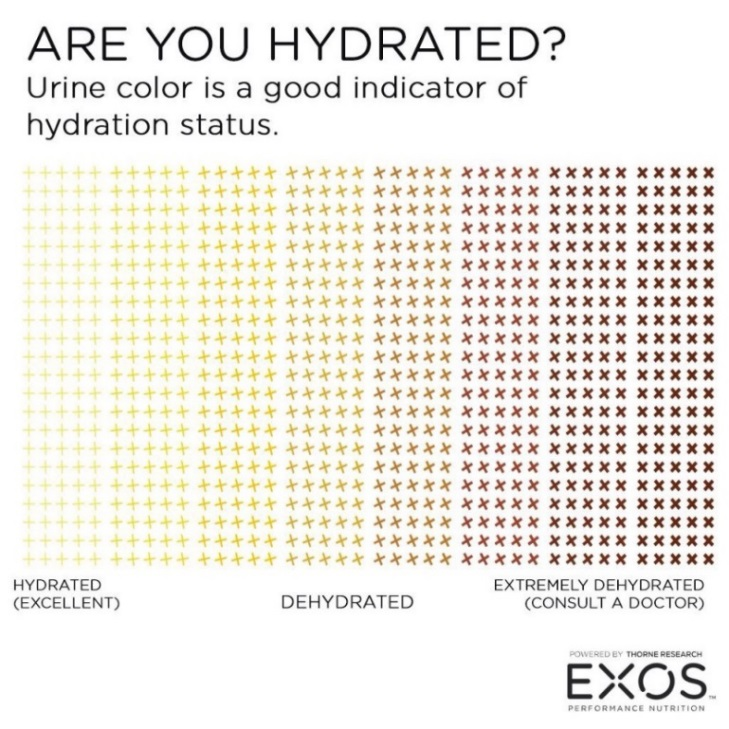 ARE YOU HYDRATED?
Urine color is a good indicator of
hydration status.
HYDRATED
(EXCELLENT)
DEHYDRATED
EXTREMELY DEHYDRATED
(CONSULT A DOCTOR)
POWERED BY THORNE RESEARCH
EXOS™
PERFORMANCE NUTRITION